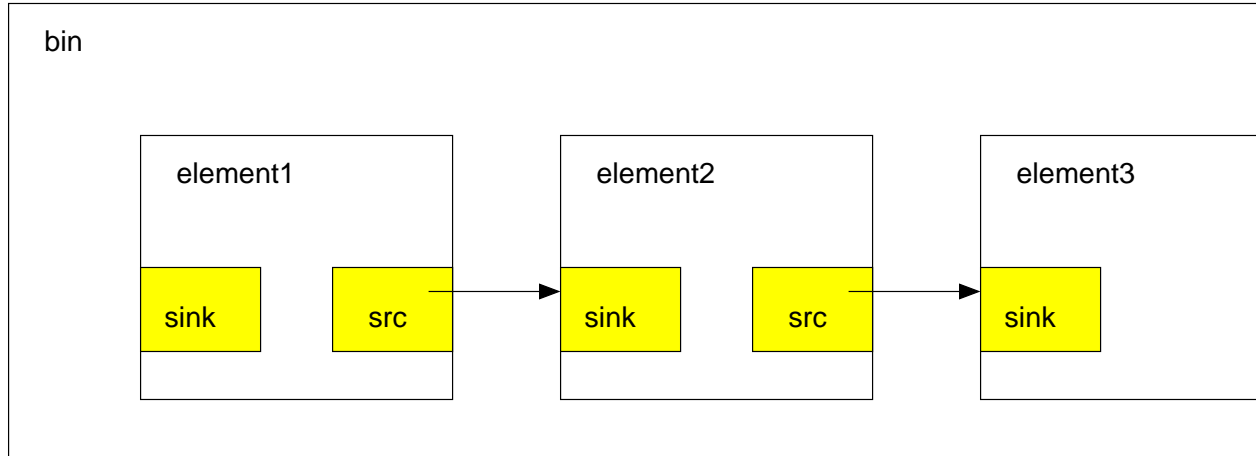 bin
element1
element2
element3
sink
src
sink
src
sink